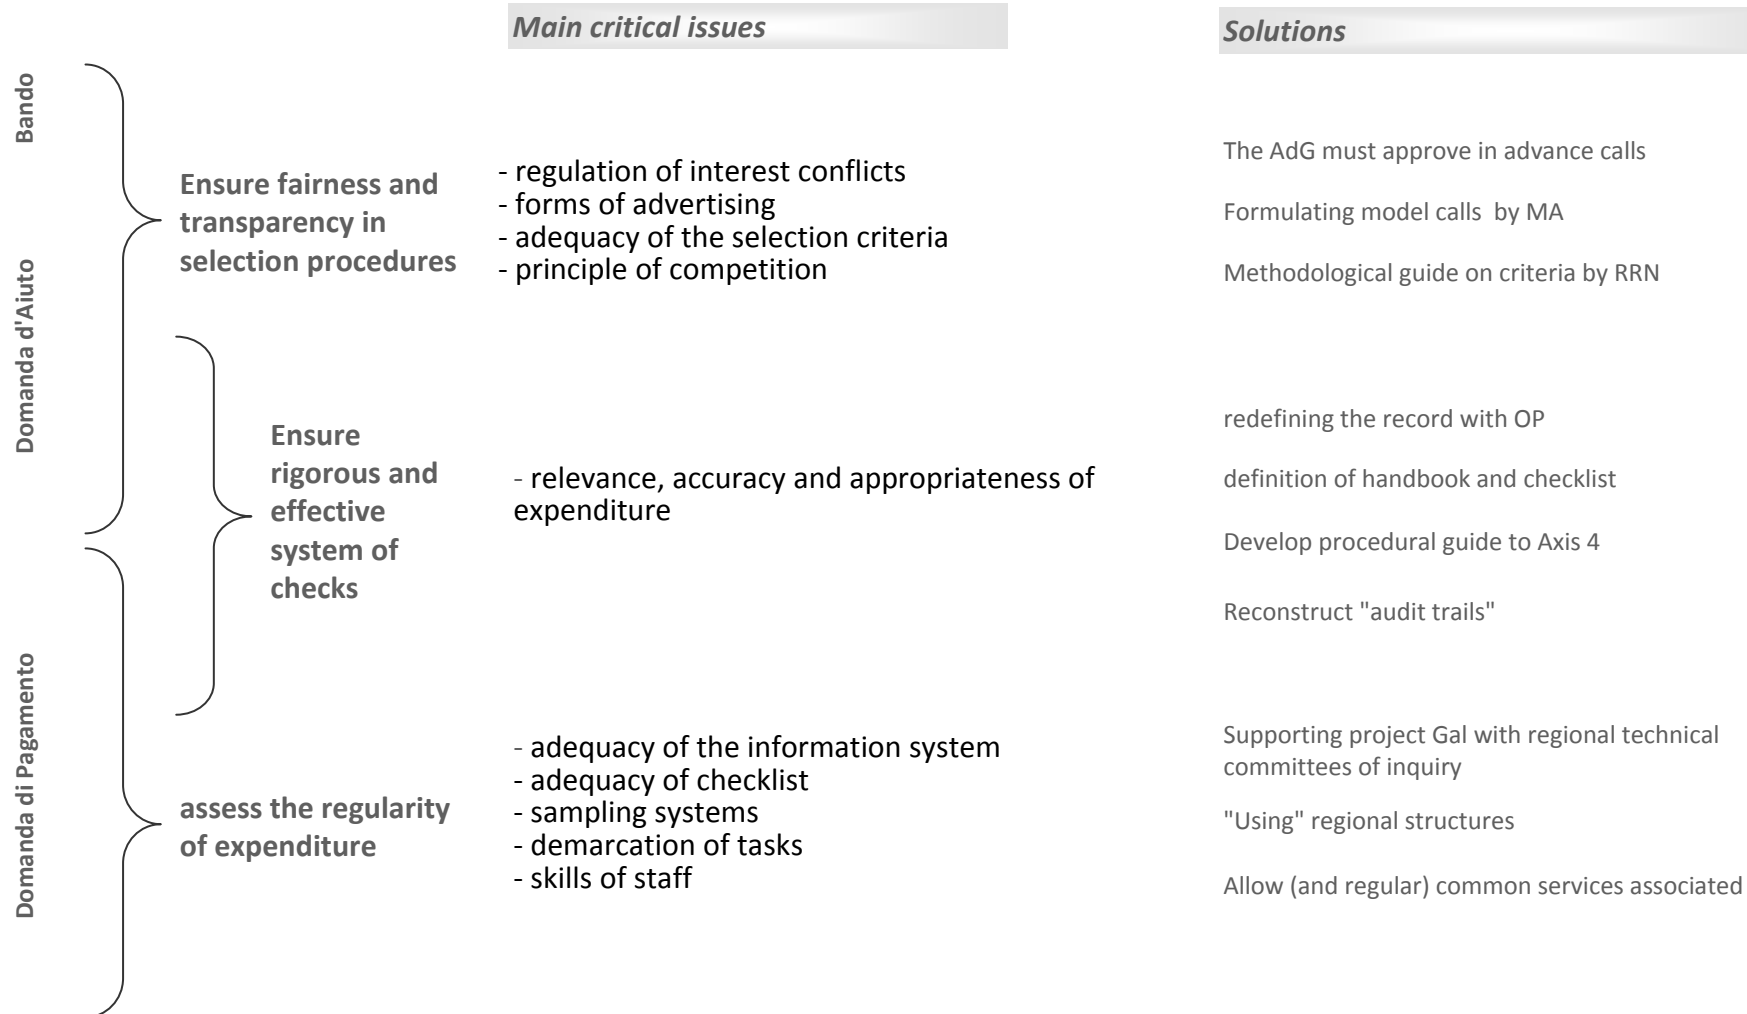 Main critical issues
Solutions
Bando
Domanda d'Aiuto
Domanda di Pagamento
Ensure fairness and
transparency in
selection procedures
- regulation of interest conflicts
- forms of advertising
- adequacy of the selection criteria
- principle of competition
The AdG must approve in advance calls
Formulating model calls by MA
Methodological guide on criteria by RRN
Ensure
rigorous and
effective
system of
checks
- relevance, accuracy and appropriateness of
expenditure
redefining the record with OP
definition of handbook and checklist
Develop procedural guide to Axis 4
Reconstruct "audit trails"
assess the regularity
of expenditure
- adequacy of the information system
- adequacy of checklist
- sampling systems
- demarcation of tasks
- skills of staff
Supporting project Gal with regional technical
committees of inquiry
"Using" regional structures
Allow (and regular) common services associated